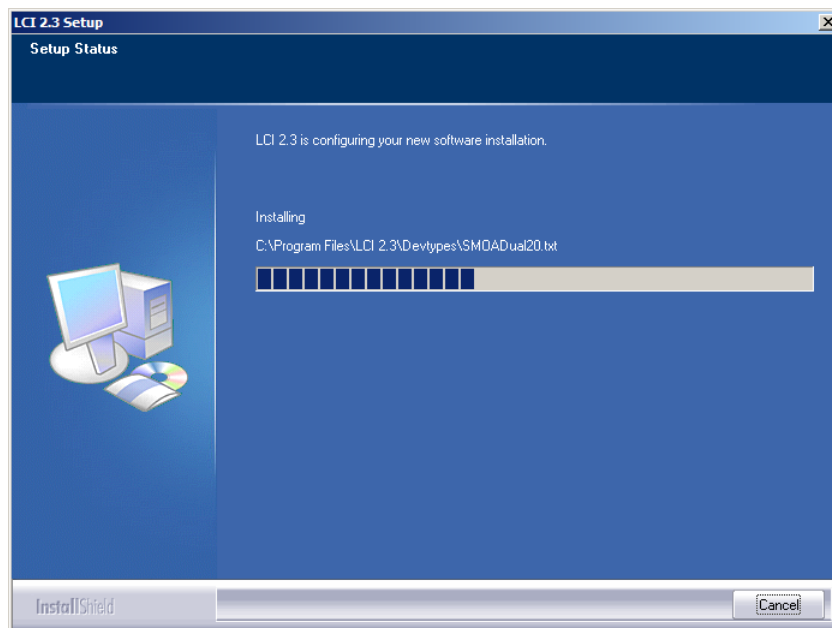 LCI 2.3 Setup
Setup Status
LCI 2.3 is configuring your new software installation.
Installing
C:\Program Files\LCI 2.3\Devtypes\SMOADual20.txt
InstallShield
Cancel